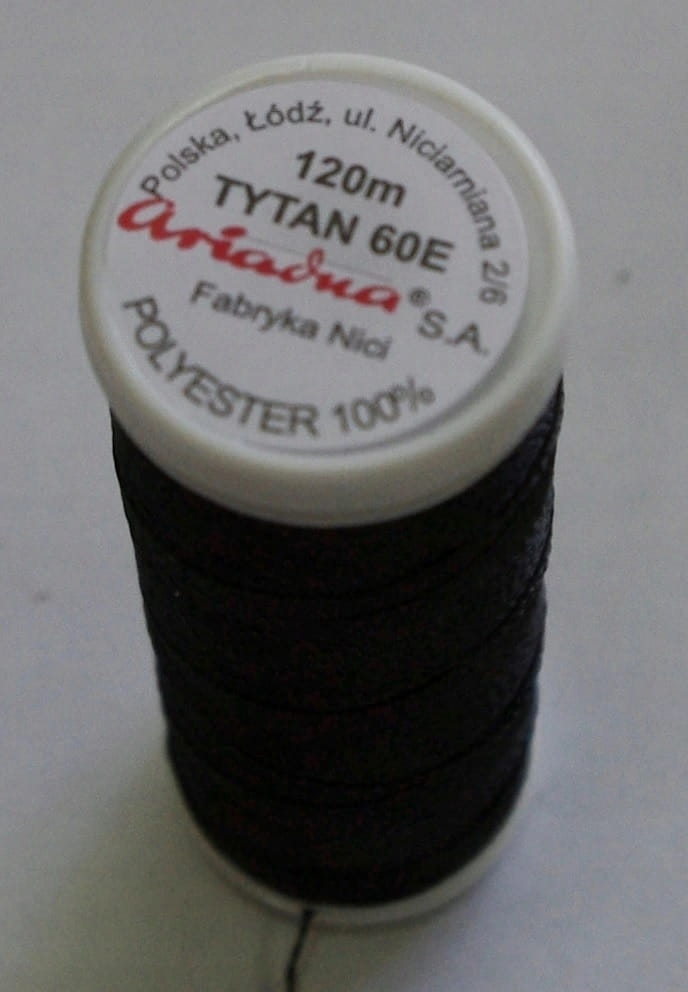 Polska, Łódź, ul. Niciarniana 2/6
120m
TYTAN 60E
ariadna® S.A.
Fabryka Nici
POLYESTER 100%